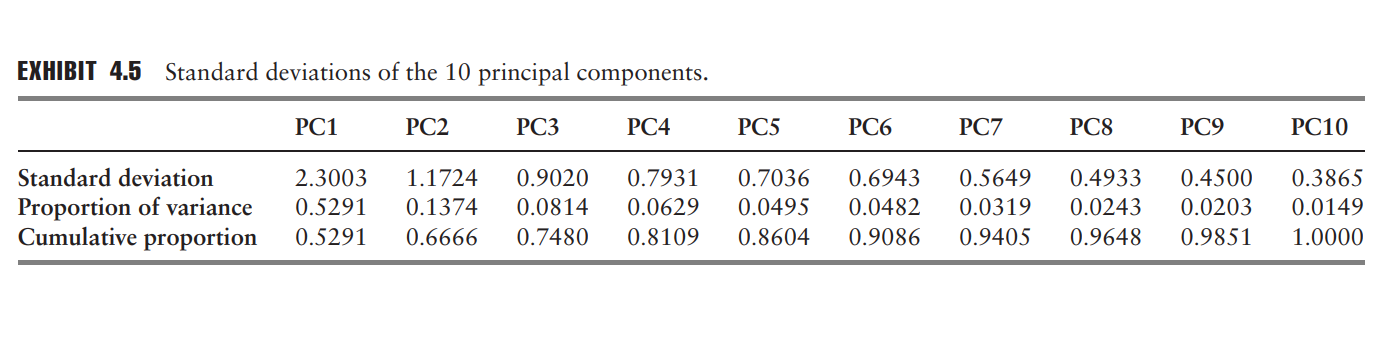 EXHIBIT 4.5 Standard deviations of the 10 principal components.
PC1 PC2 PC3 PC4 PC5 PC6 PC7 PC8 PC9 PC10
Standard deviation 2.3003 1.1724 0.9020 0.7931 0.7036 0.6943 0.5649 0.4933 0.4500 0.3865
Proportion of variance 0.5291 0.1374 0.0814 0.0629 0.0495 0.0482 0.0319 0.0243 0.0203 0.0149
Cumulative proportion 0.5291 0.6666 0.7480 0.8109 0.8604 0.9086 0.9405 0.9648 0.9851 1.0000